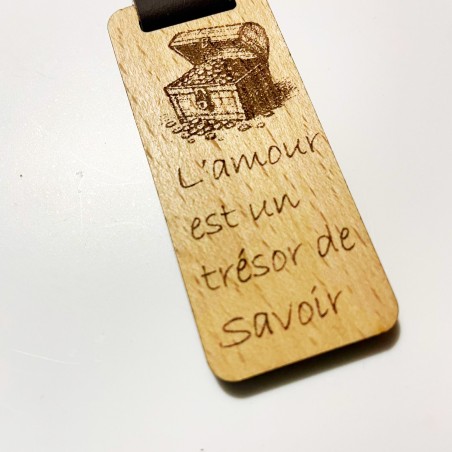 L'amour
est un
trésor de
savoir